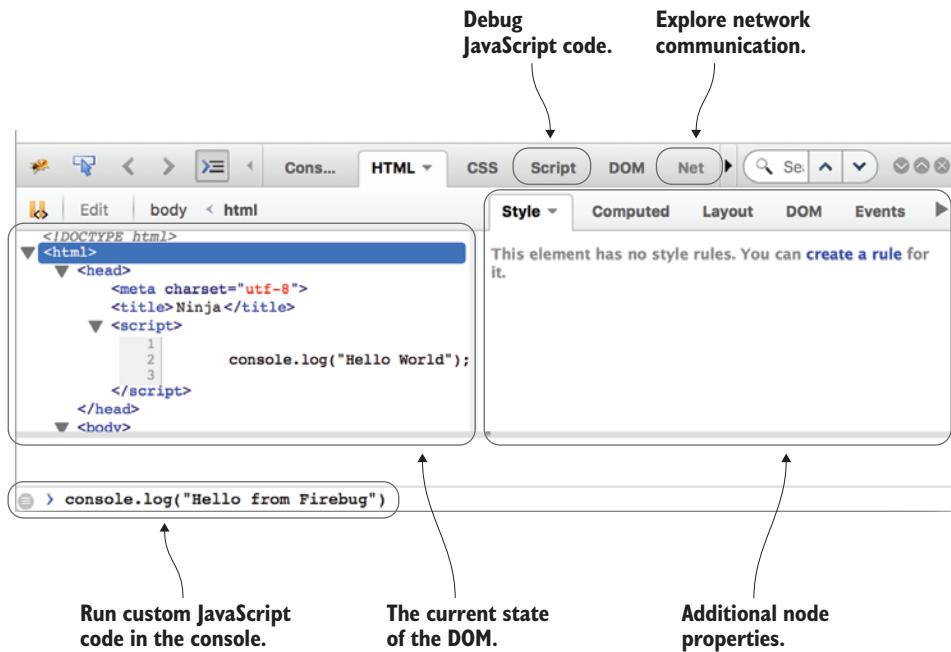 Debug
JavaScript code.
Explore network
communication.
Cons...
HTML
CSS
Script
DOM
Net
Se
Edit
body < html
Style
Computed
Layout
DOM
Events
<!DOCTYPE html>
<html>
<head>
<meta charset="utf-8">
<title>Ninja</title>
<script>
1
2 console.log("Hello World");
3
</script>
</head>
<body>
This element has no style rules. You can create a rule for
it.
> console.log("Hello from Firebug")
Run custom JavaScript
code in the console.
The current state
of the DOM.
Additional node
properties.